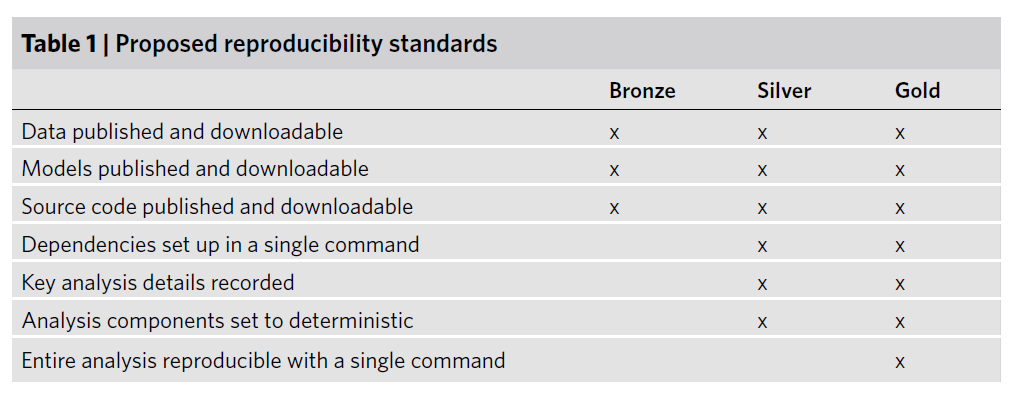 Table 1 | Proposed reproducibility standards
Bronze Silver Gold
Data published and downloadable x x x
Models published and downloadable x x x
Source code published and downloadable x x x
Dependencies set up in a single command x x
Key analysis details recorded x x
Analysis components set to deterministic x x
Entire analysis reproducible with a single command x